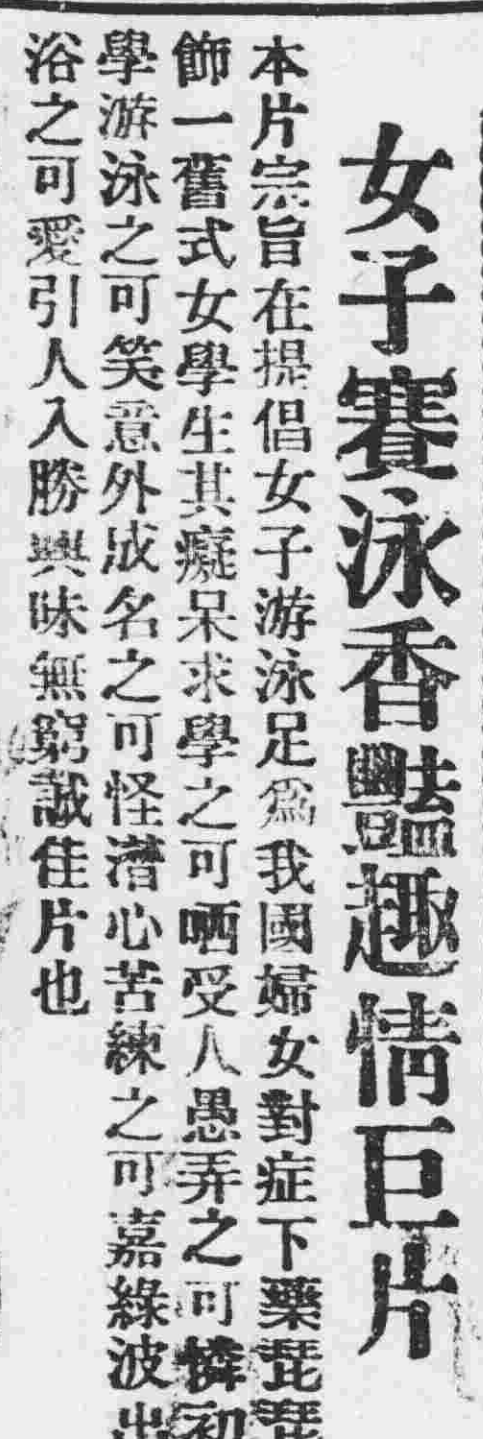 女子賽泳香豔趣情巨片
本片宗旨在提倡女子游泳足爲我國婦女對症下藥琵琶
飾一舊式女學生其癡呆求學之可哂受人愚弄之可憐初
學游泳之可笑意外成名之可怪潛心苦練之可嘉綠波出
浴之可愛引人入勝興味無窮誠佳片也